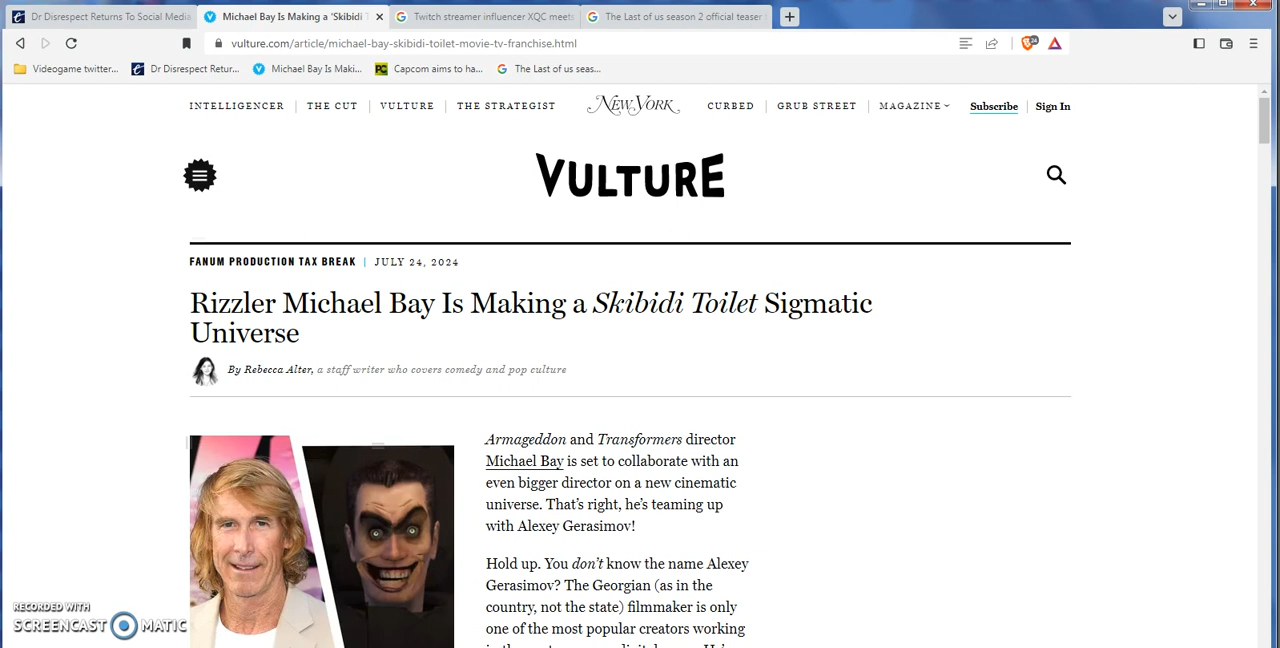 Dr Disrespect Returns To Social Media
Michael Bay Is Making a 'Skibidi
Twitch streamer influencer XQC meets
The Last of us season 2 official teaser
vulture.com/article/michael-bay-skibidi-toilet-movie-tv-franchise.html
24
Videogame twitter...
Dr Disrespect Retur...
Michael Bay Is Maki...
PC
Capcom aims to ha...
The Last of us seas...
INTELLIGENCER
THE CUT
VULTURE
THE STRATEGIST
NEW YORK
CURBED
GRUB STREET
MAGAZINE
Subscribe
Sign In
VULTURE
FANUM PRODUCTION TAX BREAK | JULY 24, 2024
Rizzler Michael Bay Is Making a Skibidi Toilet Sigmatic
Universe
By Rebecca Alter, a staff writer who covers comedy and pop culture
Armageddon and Transformers director
Michael Bay is set to collaborate with an
even bigger director on a new cinematic
universe. That's right, he's teaming up
with Alexey Gerasimov!
Hold up. You don't know the name Alexey
Gerasimov? The Georgian (as in the
country, not the state) filmmaker is only
one of the most popular creators working
RECORDED WITH
SCREENCAST MATIC